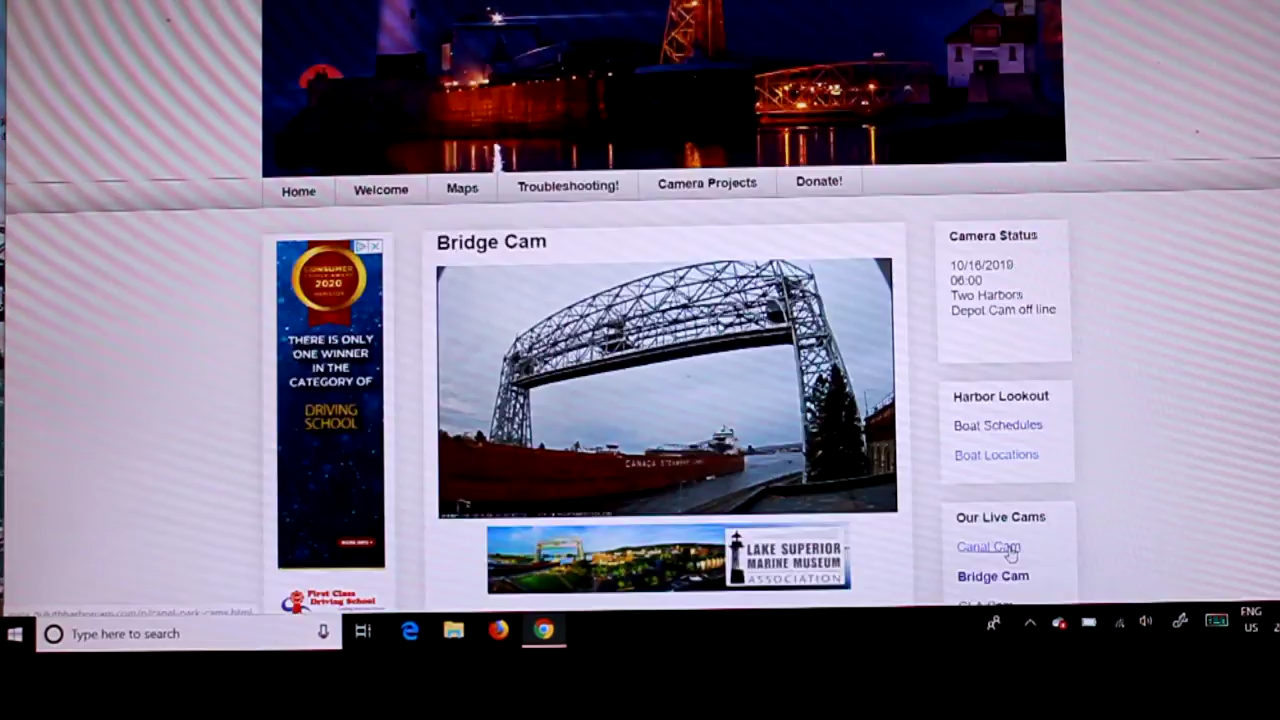 Home Welcome Maps Troubleshooting! Camera Projects Donate!
CONSUMER
2020
THERE IS ONLY
ONE WINNER
IN THE
CATEGORY OF
DRIVING
SCHOOL
MORE INFO
First Class
Driving School
Bridge Cam
CANADA STEAMSHIP LINES
LAKE SUPERIOR
MARINE MUSEUM
ASSOCIATION
Camera Status
10/16/2019
06:00
Two Harbors
Depot Cam off line
Harbor Lookout
Boat Schedules
Boat Locations
Our Live Cams
Canal Cam
Bridge Cam
Type here to search
ENG
US